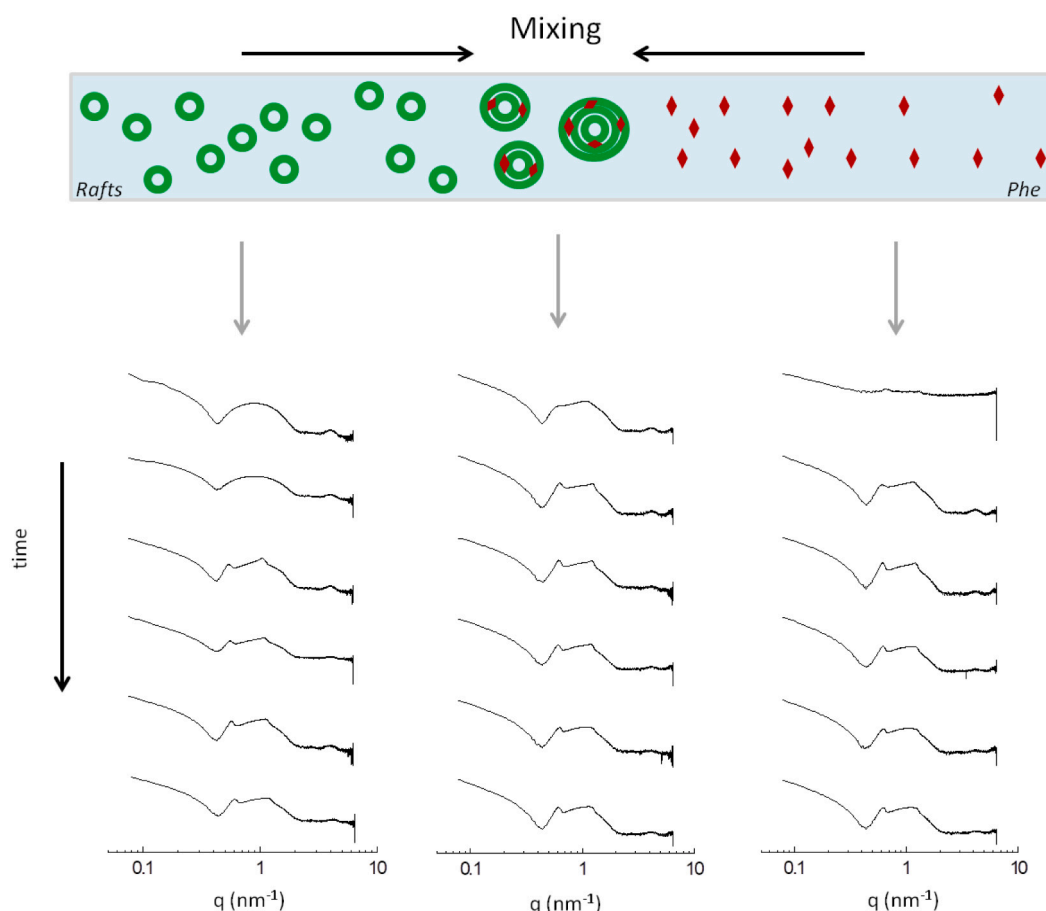 Mixing
Rafts
Phe
time
0.1 1 10
0.1 1 10
0.1 1 10
q (nm⁻¹)
q (nm⁻¹)
q (nm⁻¹)